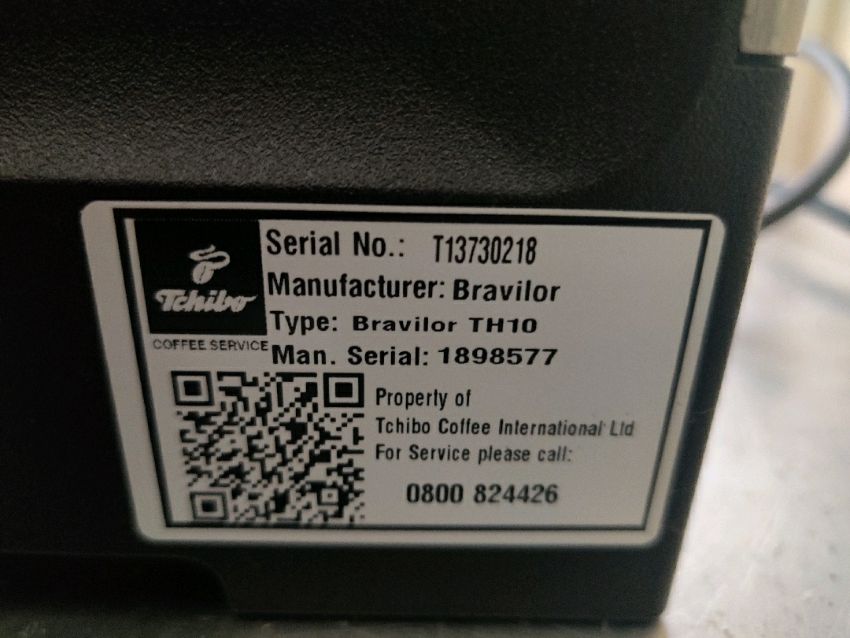 Serial No.: T13730218
Manufacturer: Bravilor
Type: Bravilor TH10
Man. Serial: 1898577
Tchibo
COFFEE SERVICE
Property of
Tchibo Coffee International Ltd
For Service please call:
0800 824426